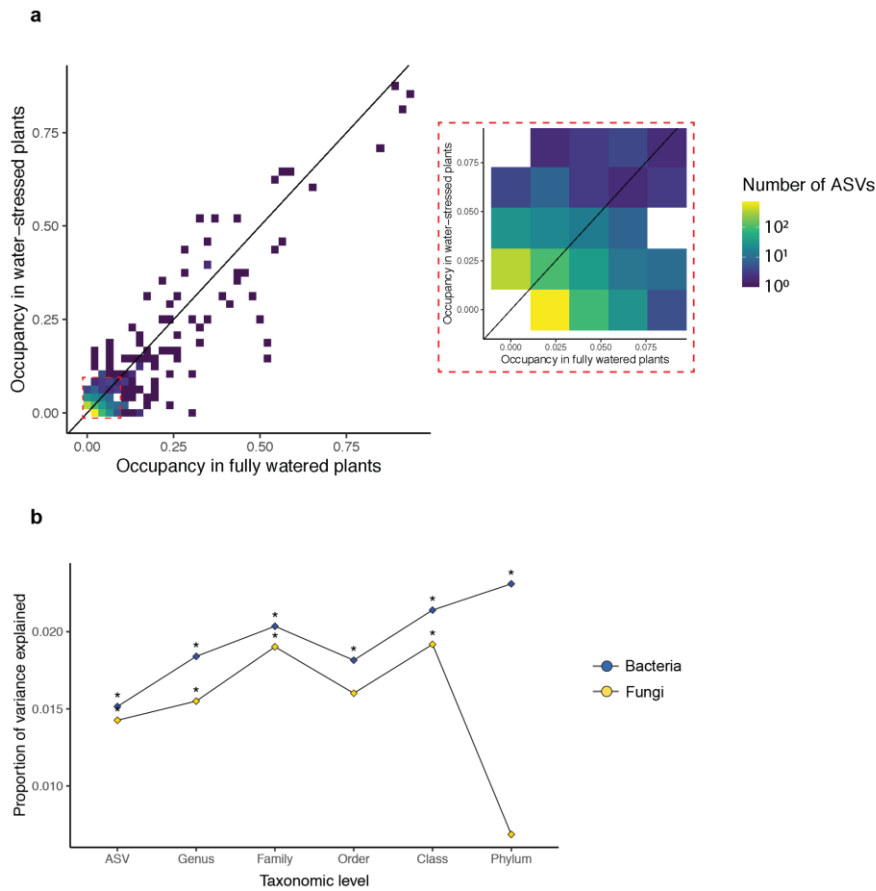 a
Occupancy in water−stressed plants
0.75
0.50
0.25
0.00
0.00 0.25 0.50 0.75
Occupancy in fully watered plants
Occupancy in water−stressed plants
0.075
0.050
0.025
0.000
0.000 0.025 0.050 0.075
Occupancy in fully watered plants
Number of ASVs
10²
10¹
10⁰
b
Proportion of variance explained
0.020
0.015
0.010
* * * * * *
* * * *
ASV Genus Family Order Class Phylum
Taxonomic level
Bacteria
Fungi